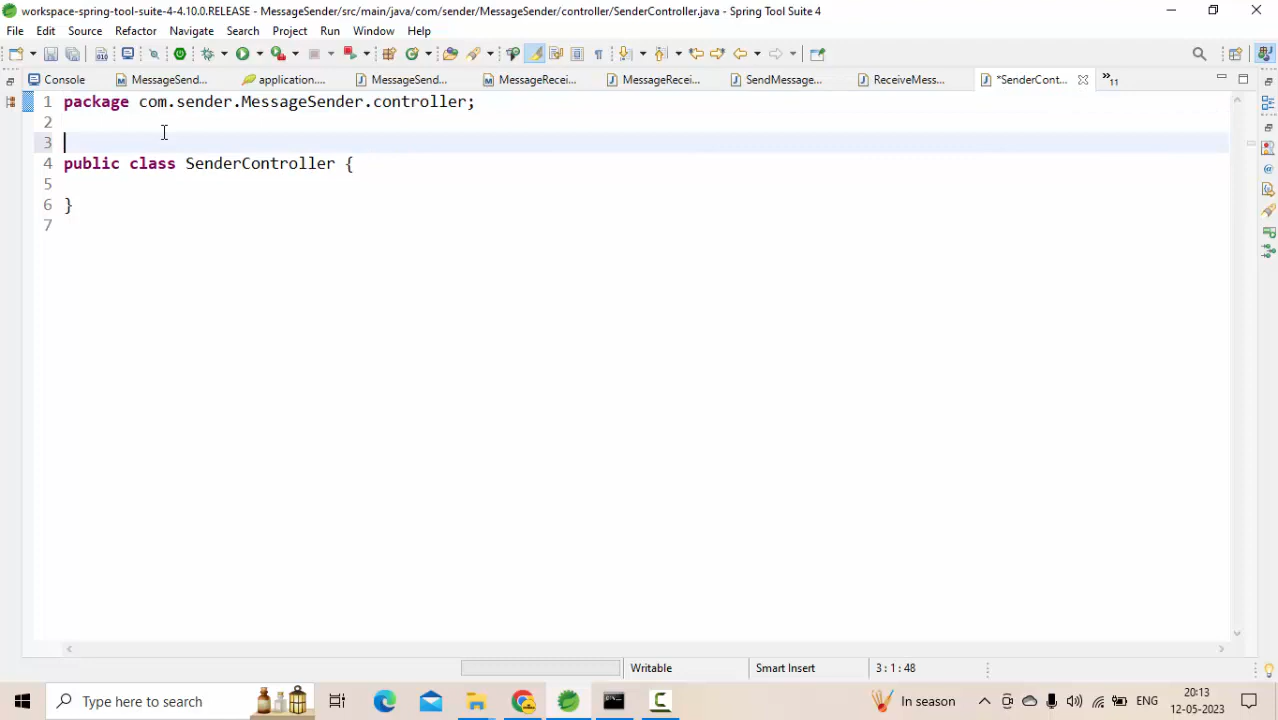 workspace-spring-tool-suite-4-4.10.0.RELEASE - MessageSender/src/main/java/com/sender/MessageSender/controller/SenderController.java - Spring Tool Suite 4
File Edit Source Refactor Navigate Search Project Run Window Help
Console MessageSend... application.... MessageSend... MessageRecei... MessageRecei... SendMessage... ReceiveMess... *SenderCont... »11
1 package com.sender.MessageSender.controller;
2
3
4 public class SenderController {
5
6 }
7
Writable Smart Insert 3 : 1 : 48
Type here to search In season ENG 20:13
12-05-2023